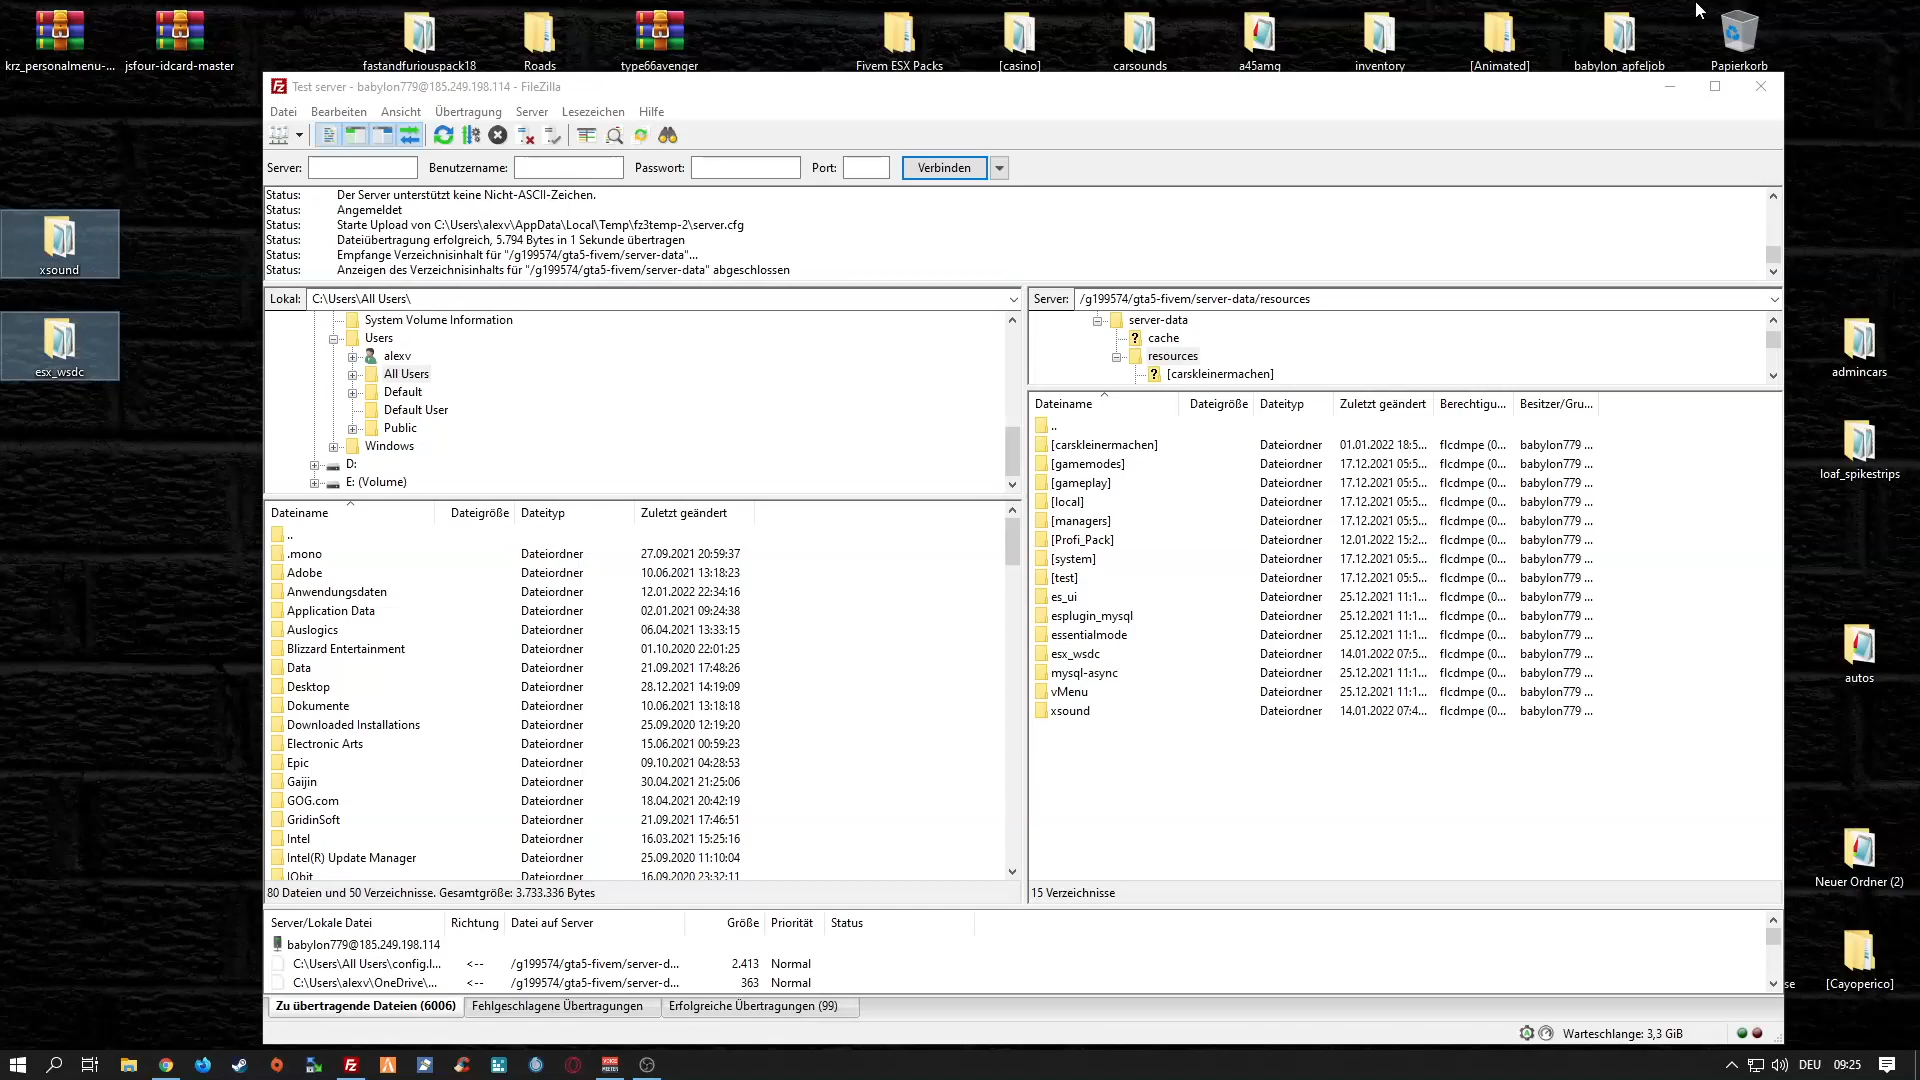 krz_personalmenu-...
jsfour-idcard-master
fastandfuriouspack18
Roads
type66avenger
Fivem ESX Packs
[casino]
carsounds
a45amg
inventory
[Animated]
babylon_apfeljob
Papierkorb
Test server - babylon779@185.249.198.114 - FileZilla
Datei Bearbeiten Ansicht Übertragung Server Lesezeichen Hilfe
Server: Benutzername: Passwort: Port: Verbinden
Status: Der Server unterstützt keine Nicht-ASCII-Zeichen.
Status: Angemeldet
Status: Starte Upload von C:\Users\alexv\AppData\Local\Temp\fz3temp-2\server.cfg
Status: Dateiübertragung erfolgreich, 5.794 Bytes in 1 Sekunde übertragen
Status: Empfange Verzeichnisinhalt für "/g199574/gta5-fivem/server-data"...
Status: Anzeigen des Verzeichnisinhalts für "/g199574/gta5-fivem/server-data" abgeschlossen
xsound
esx_wsdc
Lokal: C:\Users\All Users\
System Volume Information
Users
alexv
All Users
Default
Default User
Public
Windows
D:
E: (Volume)
Dateiname Dateigröße Dateityp Zuletzt geändert
..
.mono Dateiordner 27.09.2021 20:59:37
Adobe Dateiordner 10.06.2021 13:18:23
Anwendungsdaten Dateiordner 12.01.2022 22:34:16
Application Data Dateiordner 02.01.2021 09:24:38
Auslogics Dateiordner 06.04.2021 13:33:15
Blizzard Entertainment Dateiordner 01.10.2020 22:01:25
Data Dateiordner 21.09.2021 17:48:26
Desktop Dateiordner 28.12.2021 14:19:09
Dokumente Dateiordner 10.06.2021 13:18:18
Downloaded Installations Dateiordner 25.09.2020 12:19:20
Electronic Arts Dateiordner 15.06.2021 00:59:23
Epic Dateiordner 09.10.2021 04:28:53
Gaijin Dateiordner 30.04.2021 21:25:06
GOG.com Dateiordner 18.04.2021 20:42:19
GridinSoft Dateiordner 21.09.2021 17:46:51
Intel Dateiordner 16.03.2021 15:25:16
Intel(R) Update Manager Dateiordner 25.09.2020 11:10:04
IObit Dateiordner 16.09.2020 23:32:11
80 Dateien und 50 Verzeichnisse. Gesamtgröße: 3.733.336 Bytes
Server: /g199574/gta5-fivem/server-data/resources
server-data
cache
resources
[carskleinermachen]
Dateiname Dateigröße Dateityp Zuletzt geändert Berechtigu... Besitzer/Gru...
..
[carskleinermachen] Dateiordner 01.01.2022 18:5... flcdmpe (0... babylon779 ...
[gamemodes] Dateiordner 17.12.2021 05:5... flcdmpe (0... babylon779 ...
[gameplay] Dateiordner 17.12.2021 05:5... flcdmpe (0... babylon779 ...
[local] Dateiordner 17.12.2021 05:5... flcdmpe (0... babylon779 ...
[managers] Dateiordner 17.12.2021 05:5... flcdmpe (0... babylon779 ...
[Profi_Pack] Dateiordner 12.01.2022 15:2... flcdmpe (0... babylon779 ...
[system] Dateiordner 17.12.2021 05:5... flcdmpe (0... babylon779 ...
[test] Dateiordner 17.12.2021 05:5... flcdmpe (0... babylon779 ...
es_ui Dateiordner 25.12.2021 11:1... flcdmpe (0... babylon779 ...
esplugin_mysql Dateiordner 25.12.2021 11:1... flcdmpe (0... babylon779 ...
essentialmode Dateiordner 25.12.2021 11:1... flcdmpe (0... babylon779 ...
esx_wsdc Dateiordner 14.01.2022 07:5... flcdmpe (0... babylon779 ...
mysql-async Dateiordner 25.12.2021 11:1... flcdmpe (0... babylon779 ...
vMenu Dateiordner 25.12.2021 11:1... flcdmpe (0... babylon779 ...
xsound Dateiordner 14.01.2022 07:4... flcdmpe (0... babylon779 ...
15 Verzeichnisse
admincars
loaf_spikestrips
autos
Neuer Ordner (2)
se
[Cayoperico]
Server/Lokale Datei Richtung Datei auf Server Größe Priorität Status
babylon779@185.249.198.114
C:\Users\All Users\config.l... <-- /g199574/gta5-fivem/server-d... 2.413 Normal
C:\Users\alexv\OneDrive\... <-- /g199574/gta5-fivem/server-d... 363 Normal
Zu übertragende Dateien (6006) Fehlgeschlagene Übertragungen Erfolgreiche Übertragungen (99)
Warteschlange: 3,3 GiB
DEU 09:25